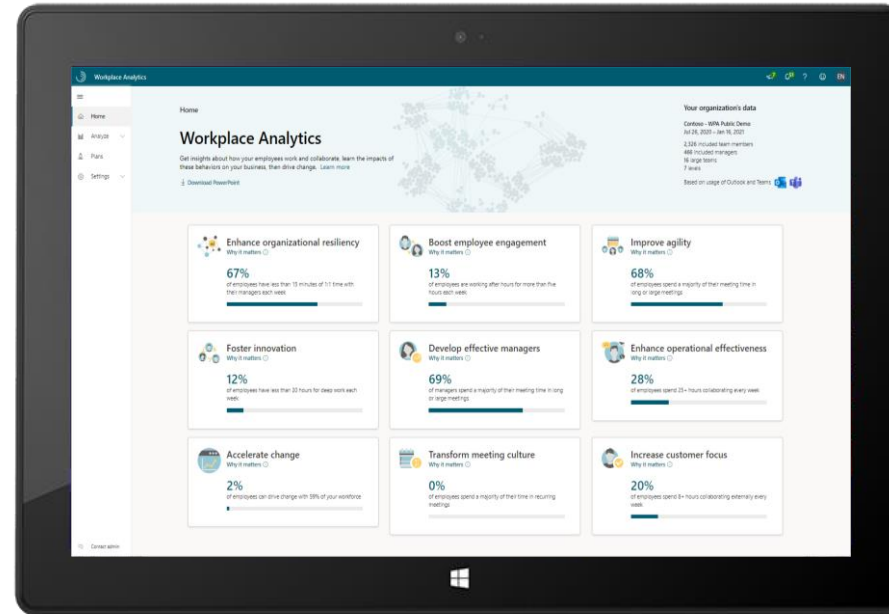 Workplace Analytics
EN
Home
Analyze
Plans
Settings
Contact admin
Home
Workplace Analytics
Get insights about how your employees work and collaborate, learn the impacts of
these behaviors on your business, then drive change. Learn more
Download PowerPoint
Your organization's data
Contoso - WPA Public Demo
Jul 26, 2020 - Jan 16, 2021
2,326 included team members
466 included managers
16 large teams
7 levels
Based on usage of Outlook and Teams
Enhance organizational resiliency
Why it matters
67%
of employees have less than 15 minutes of 1:1 time with
their managers each week
Boost employee engagement
Why it matters
13%
of employees are working after hours for more than five
hours each week
Improve agility
Why it matters
68%
of employees spend a majority of their meeting time in
long or large meetings
Foster innovation
Why it matters
12%
of employees have less than 20 hours for deep work each
week
Develop effective managers
Why it matters
69%
of managers spend a majority of their meeting time in long
or large meetings
Enhance operational effectiveness
Why it matters
28%
of employees spend 25+ hours collaborating every week
Accelerate change
Why it matters
2%
of employees can drive change with 59% of your workforce
Transform meeting culture
Why it matters
0%
of employees spend a majority of their time in recurring
meetings
Increase customer focus
Why it matters
20%
of employees spend 8+ hours collaborating externally every
week